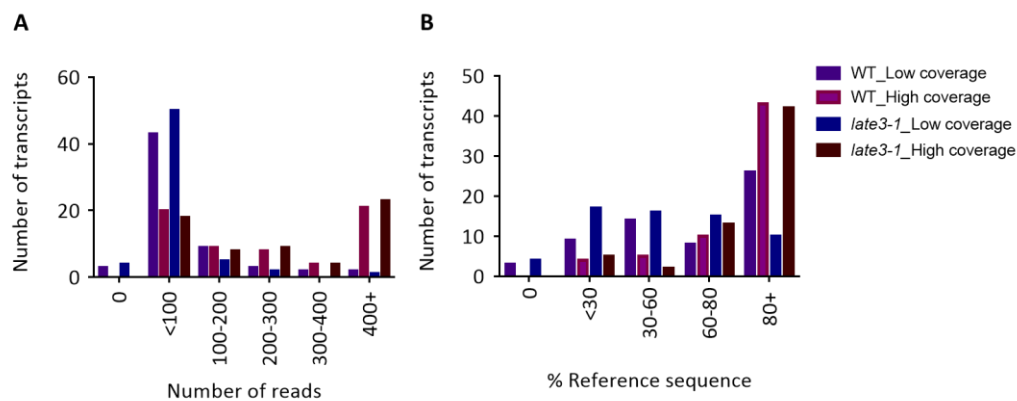 A
Number of transcripts
60
40
20
0
0
<100
100-200
200-300
300-400
400+
Number of reads
B
Number of transcripts
50
40
30
20
10
0
0
<30
30-60
60-80
80+
% Reference sequence
WT_Low coverage
WT_High coverage
late3-1_Low coverage
late3-1_High coverage